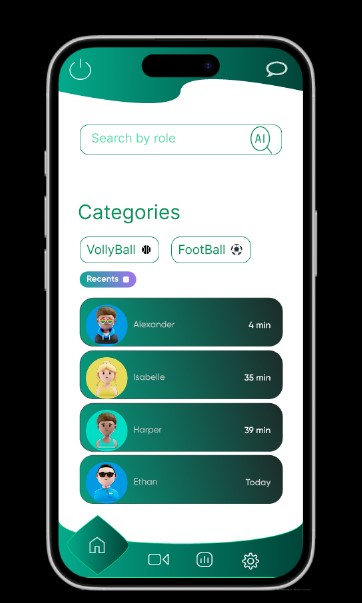 Search by role AI
Categories
VollyBall FootBall
Recents
Alexander 4 min
Isabelle 35 min
Harper 39 min
Ethan Today